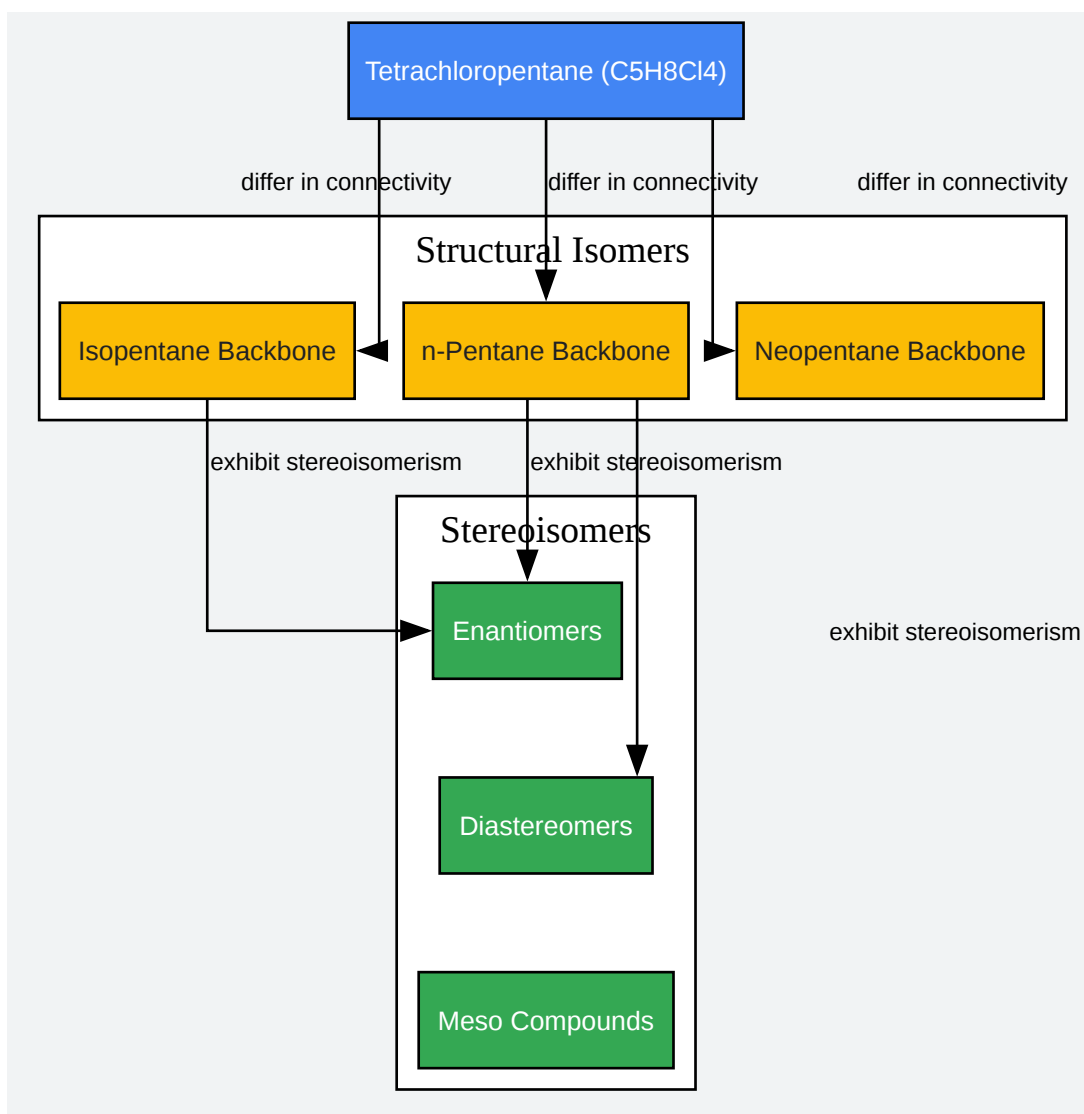 Tetrachloropentane (C5H8Cl4)
differ in connectivity
differ in connectivity
differ in connectivity
Structural Isomers
Isopentane Backbone
n-Pentane Backbone
Neopentane Backbone
exhibit stereoisomerism
exhibit stereoisomerism
Stereoisomers
Enantiomers
exhibit stereoisomerism
Diastereomers
Meso Compounds